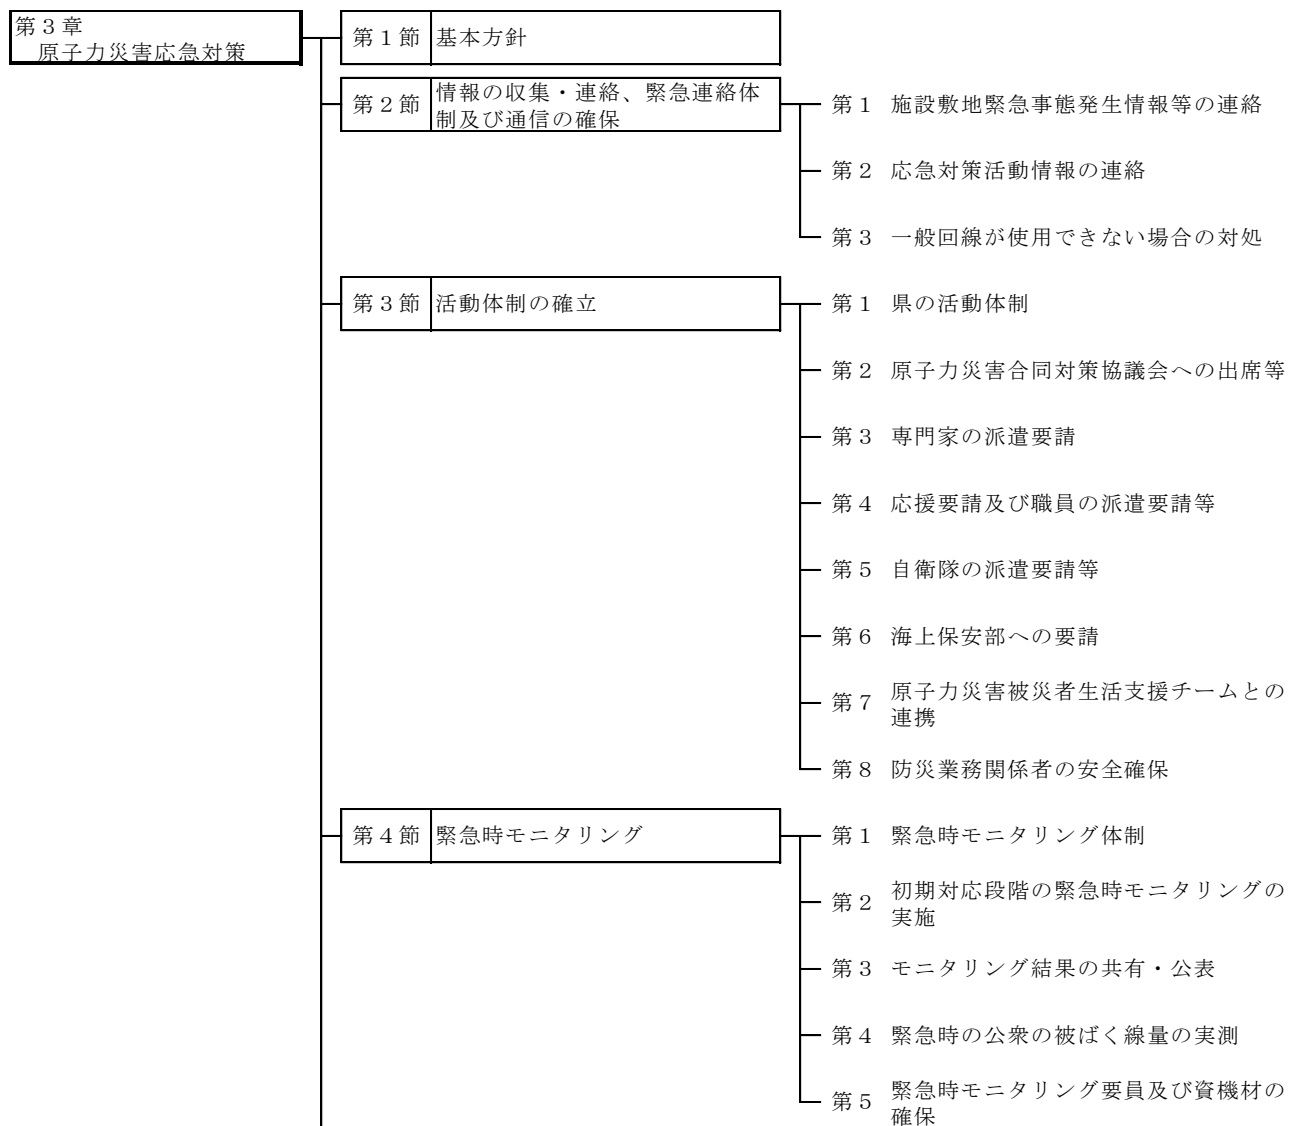 第３章
原子力災害応急対策
第１節 基本方針
第２節 情報の収集・連絡、緊急連絡体
制及び通信の確保
第１ 施設敷地緊急事態発生情報等の連絡
第２ 応急対策活動情報の連絡
第３ 一般回線が使用できない場合の対処
第３節 活動体制の確立
第１ 県の活動体制
第２ 原子力災害合同対策協議会への出席等
第３ 専門家の派遣要請
第４ 応援要請及び職員の派遣要請等
第５ 自衛隊の派遣要請等
第６ 海上保安部への要請
第７ 原子力災害被災者生活支援チームとの
連携
第８ 防災業務関係者の安全確保
第４節 緊急時モニタリング
第１ 緊急時モニタリング体制
第２ 初期対応段階の緊急時モニタリングの
実施
第３ モニタリング結果の共有・公表
第４ 緊急時の公衆の被ばく線量の実測
第５ 緊急時モニタリング要員及び資機材の
確保